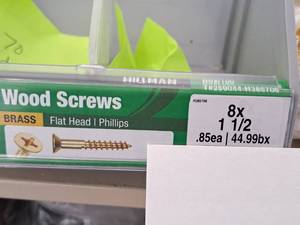 HILLMAN
Wood Screws
BRASS Flat Head | Phillips
8x
1 1/2
.85ea | 44.99bx